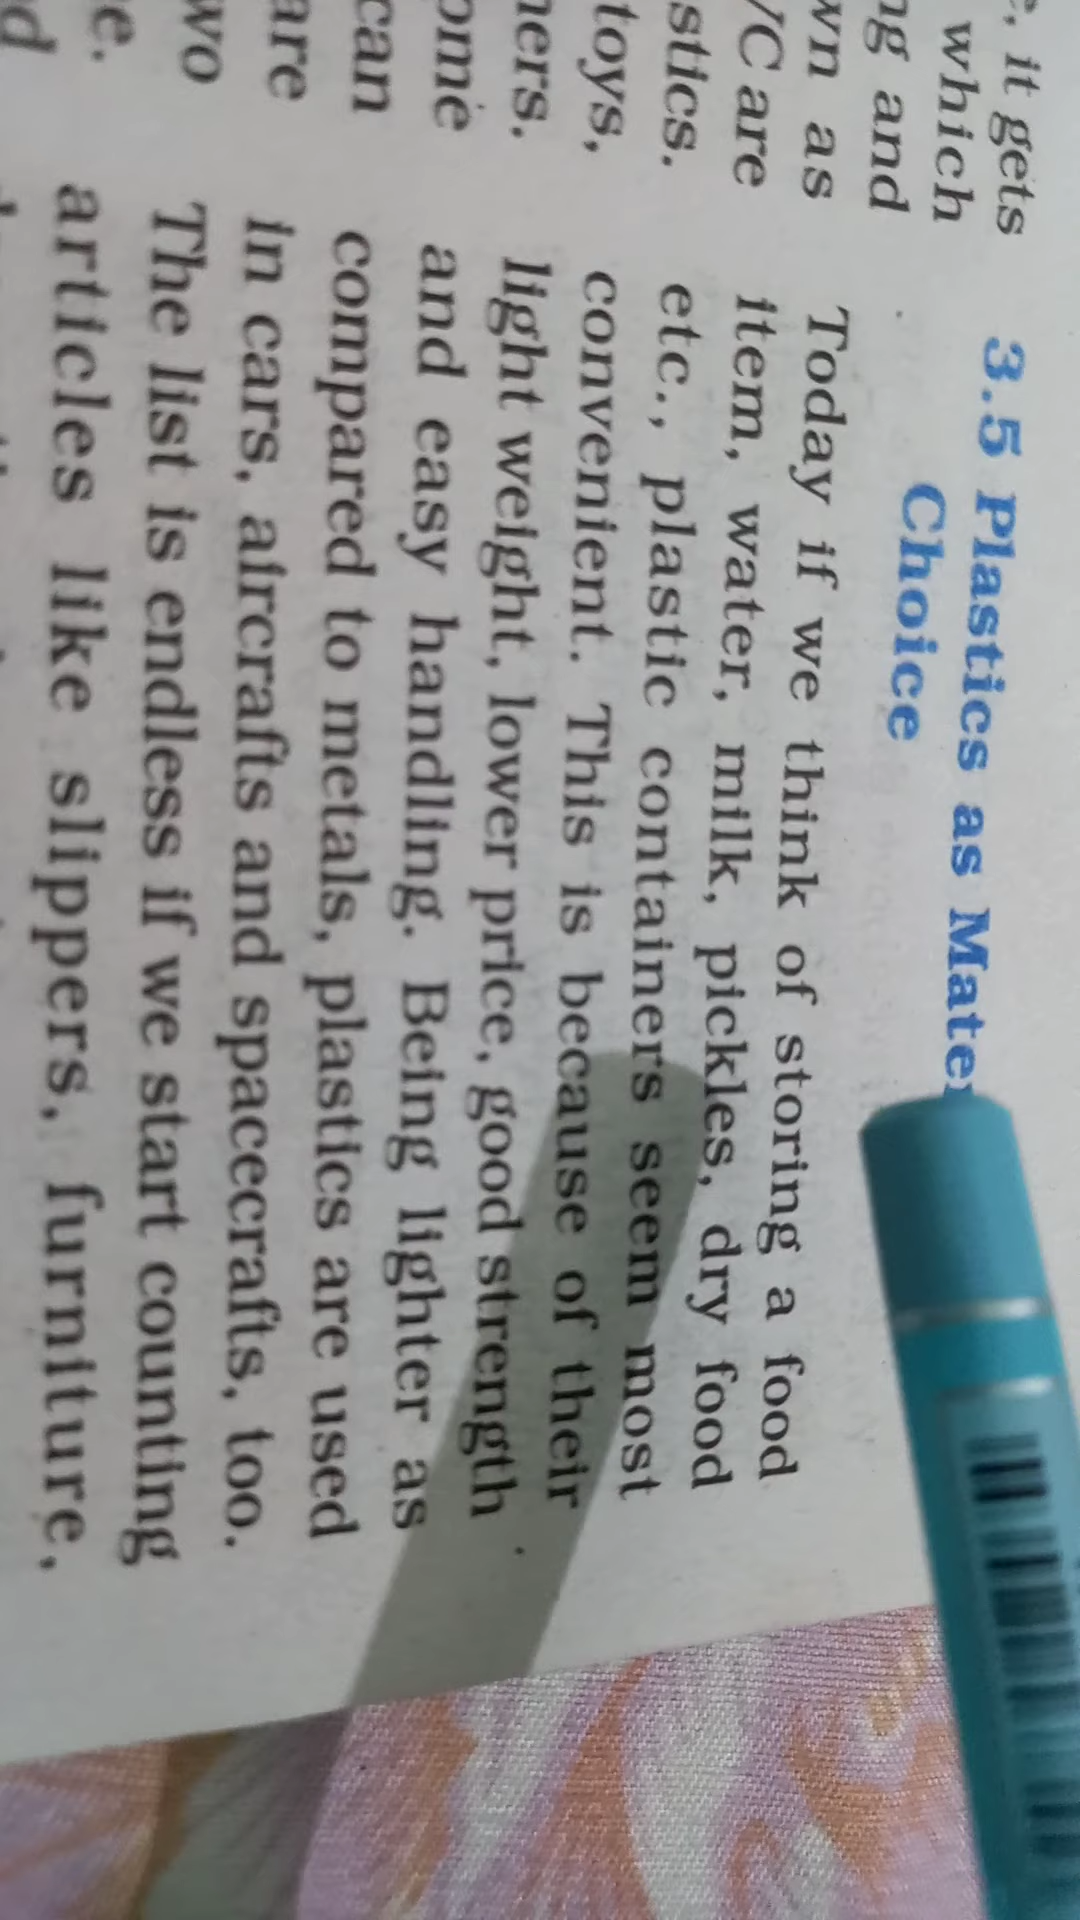 , it gets
which
ng and
wn as
VC are
stics.
toys,
ners.
ome
can
are
wo
e.
d
3.5 Plastics as Mater
Choice
Today if we think of storing a food
item, water, milk, pickles, dry food
etc., plastic containers seem most
convenient. This is because of their
light weight, lower price, good strength
and easy handling. Being lighter as
compared to metals, plastics are used
in cars, aircrafts and spacecrafts, too.
The list is endless if we start counting
articles like slippers, furniture,